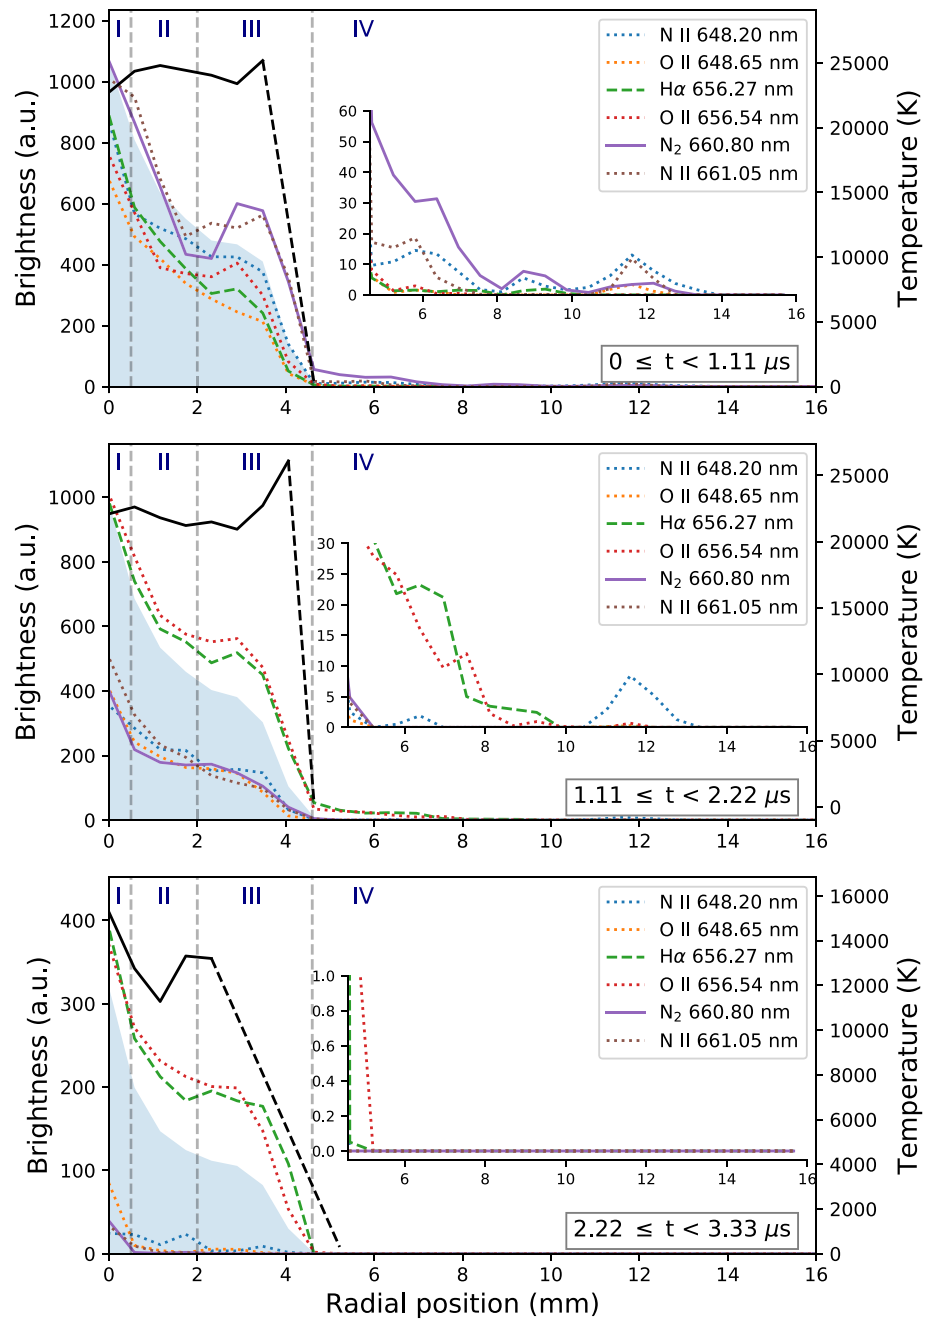 I II III IV
Brightness (a.u.)
1200
1000
800
600
400
200
0
0 2 4 6 8 10 12 14 16
25000
20000
15000
10000
5000
0
Temperature (K)
N II 648.20 nm
O II 648.65 nm
Hα 656.27 nm
O II 656.54 nm
N₂ 660.80 nm
N II 661.05 nm
60
50
40
30
20
10
0
6 8 10 12 14 16
0 ≤ t < 1.11 μs
I II III IV
Brightness (a.u.)
1000
800
600
400
200
0
0 2 4 6 8 10 12 14 16
25000
20000
15000
10000
5000
0
Temperature (K)
N II 648.20 nm
O II 648.65 nm
Hα 656.27 nm
O II 656.54 nm
N₂ 660.80 nm
N II 661.05 nm
30
25
20
15
10
5
0
6 8 10 12 14 16
1.11 ≤ t < 2.22 μs
I II III IV
Brightness (a.u.)
400
300
200
100
0
0 2 4 6 8 10 12 14 16
16000
14000
12000
10000
8000
6000
4000
2000
0
Temperature (K)
N II 648.20 nm
O II 648.65 nm
Hα 656.27 nm
O II 656.54 nm
N₂ 660.80 nm
N II 661.05 nm
1.0
0.8
0.6
0.4
0.2
0.0
6 8 10 12 14 16
2.22 ≤ t < 3.33 μs
Radial position (mm)